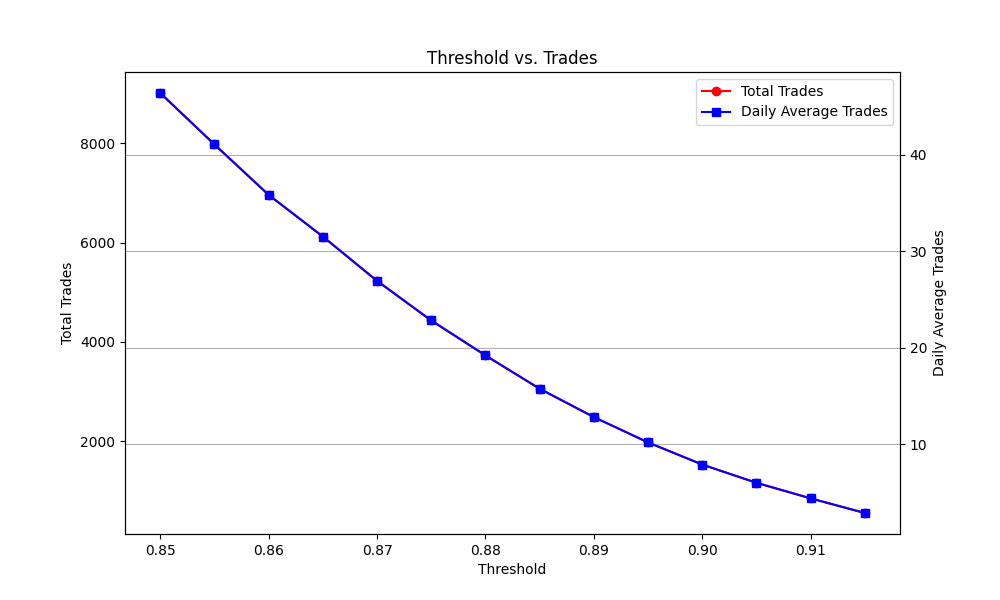 Threshold vs. Trades
Total Trades
Daily Average Trades
8000
6000
4000
2000
Total Trades
40
30
20
10
Daily Average Trades
0.85
0.86
0.87
0.88
0.89
0.90
0.91
Threshold